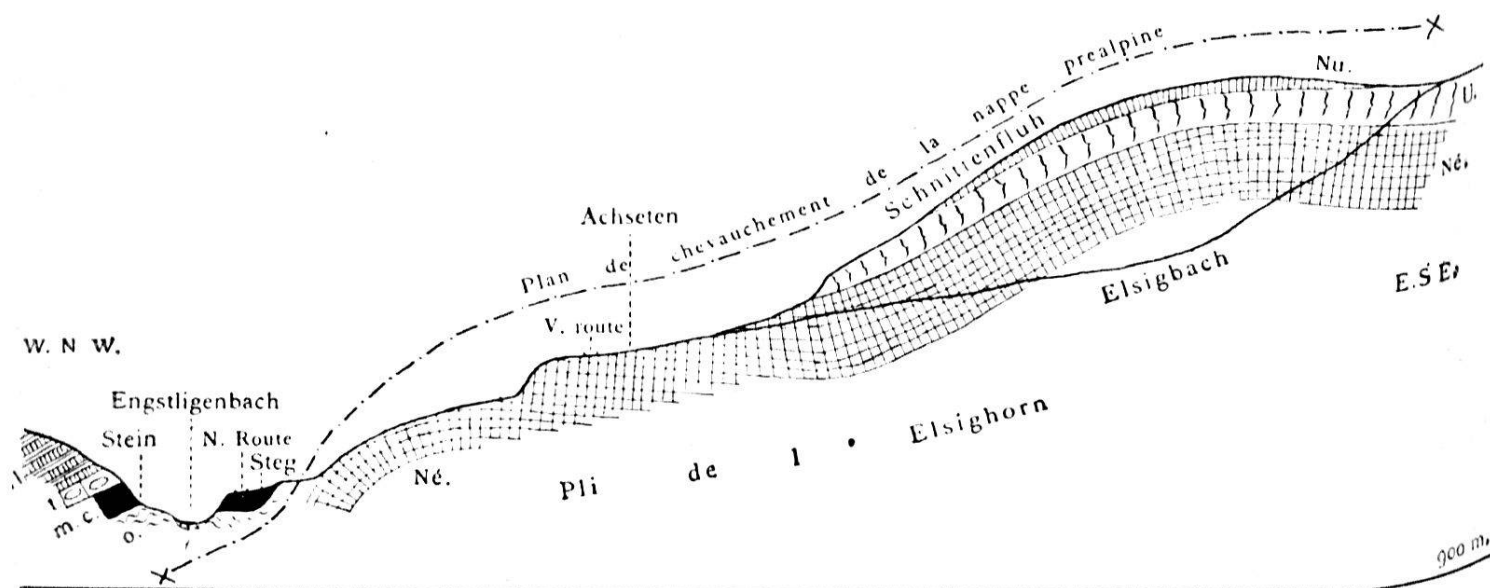 Nu.
U.
Né.
Plan de chevauchement de la nappe prealpine
Schnittenfluh
Achseten
V. route
Elsigbach
E.S E.
W. N W.
Engstligenbach
Stein
N. Route
Steg
Né.
Pli de l ' Elsighorn
l.
t
m.c.
o.
900 m.